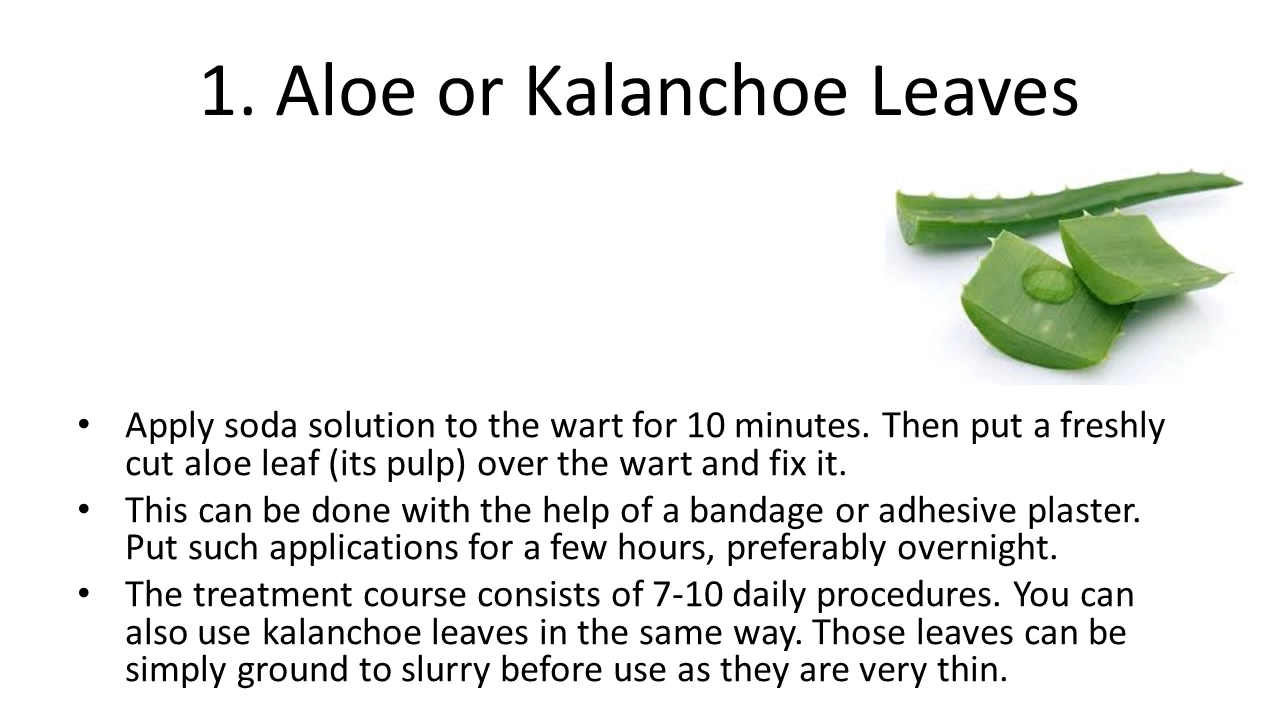 1. Aloe or Kalanchoe Leaves
• Apply soda solution to the wart for 10 minutes. Then put a freshly
cut aloe leaf (its pulp) over the wart and fix it.
• This can be done with the help of a bandage or adhesive plaster.
Put such applications for a few hours, preferably overnight.
• The treatment course consists of 7-10 daily procedures. You can
also use kalanchoe leaves in the same way. Those leaves can be
simply ground to slurry before use as they are very thin.